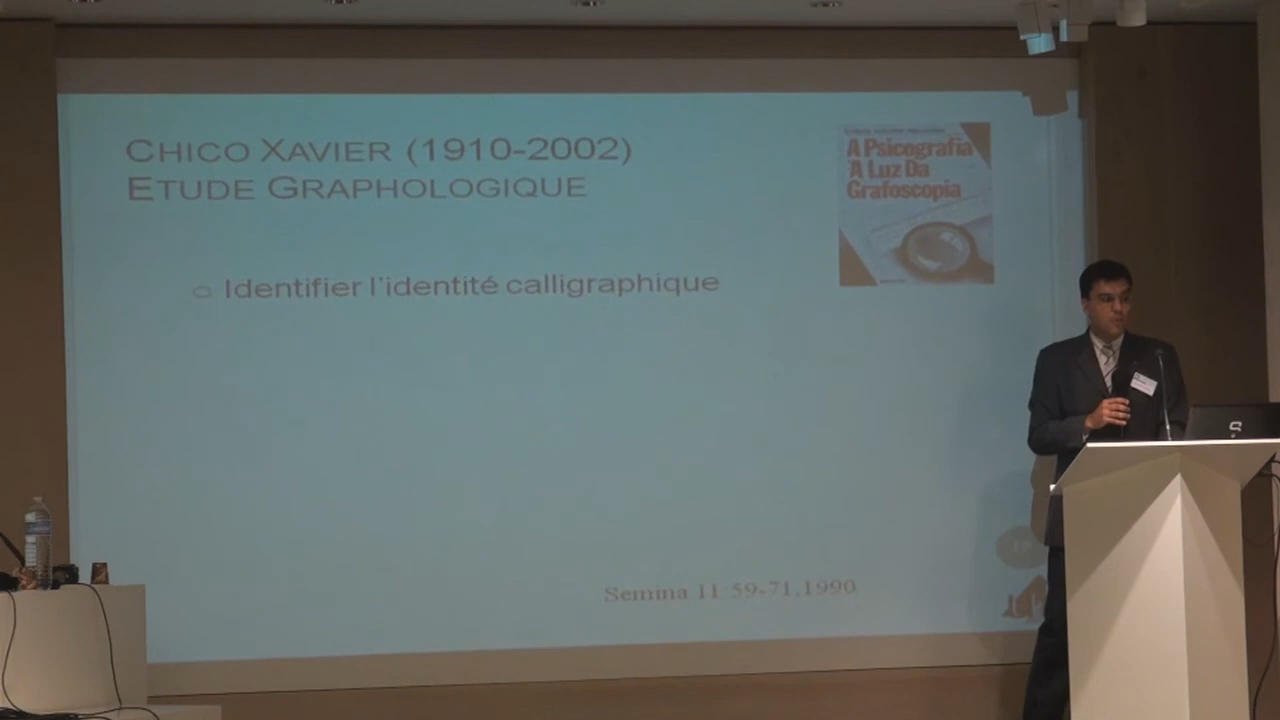 CHICO XAVIER (1910-2002)
ETUDE GRAPHOLOGIQUE
A Psicografia
À Luz Da
Grafoscopia
Identifier l'identité calligraphique
Semina 11 59-71,1990